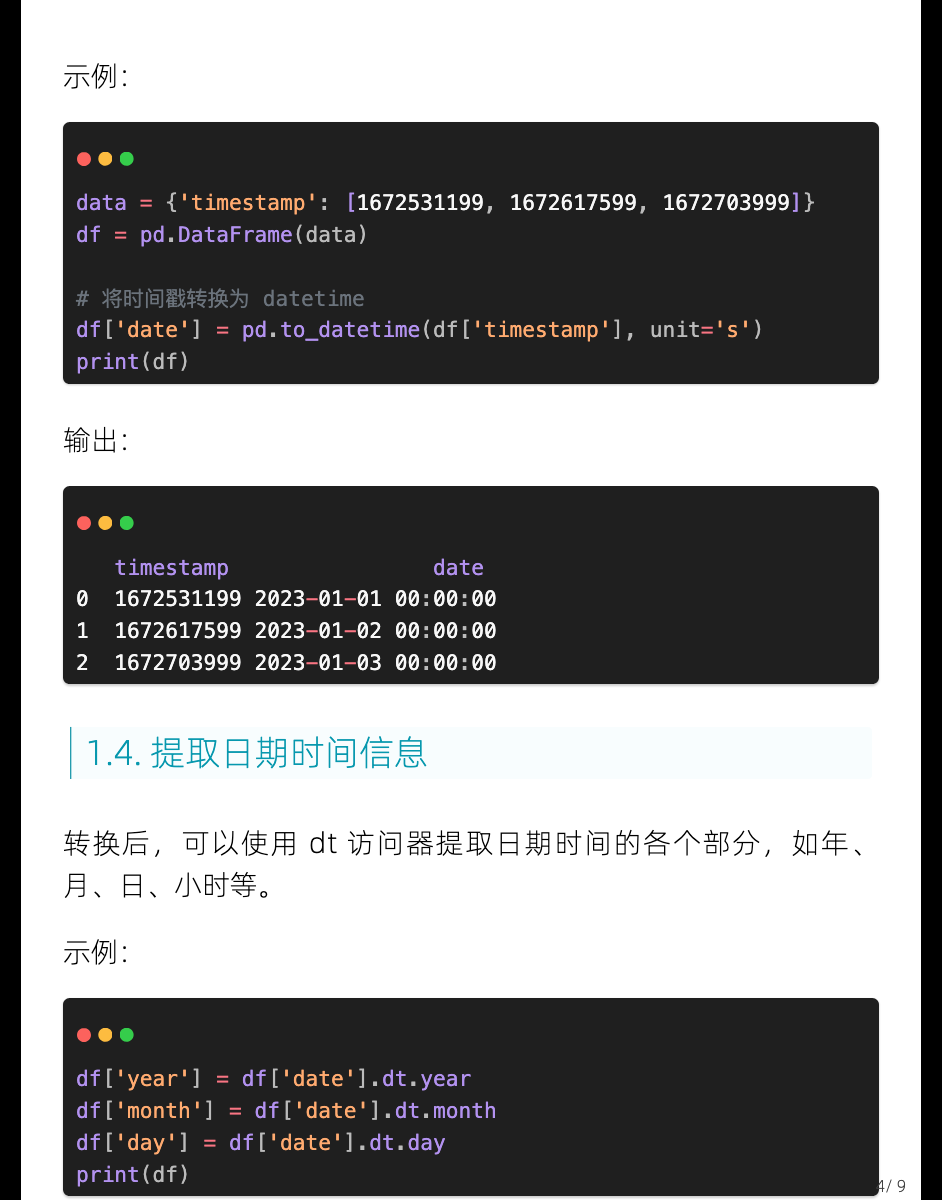 示例：
data = {'timestamp': [1672531199, 1672617599, 1672703999]}
df = pd.DataFrame(data)
# 将时间戳转换为 datetime
df['date'] = pd.to_datetime(df['timestamp'], unit='s')
print(df)
输出：
timestamp                date
0  1672531199 2023-01-01 00:00:00
1  1672617599 2023-01-02 00:00:00
2  1672703999 2023-01-03 00:00:00
1.4. 提取日期时间信息
转换后，可以使用 dt 访问器提取日期时间的各个部分，如年、
月、日、小时等。
示例：
df['year'] = df['date'].dt.year
df['month'] = df['date'].dt.month
df['day'] = df['date'].dt.day
print(df)
4/ 9